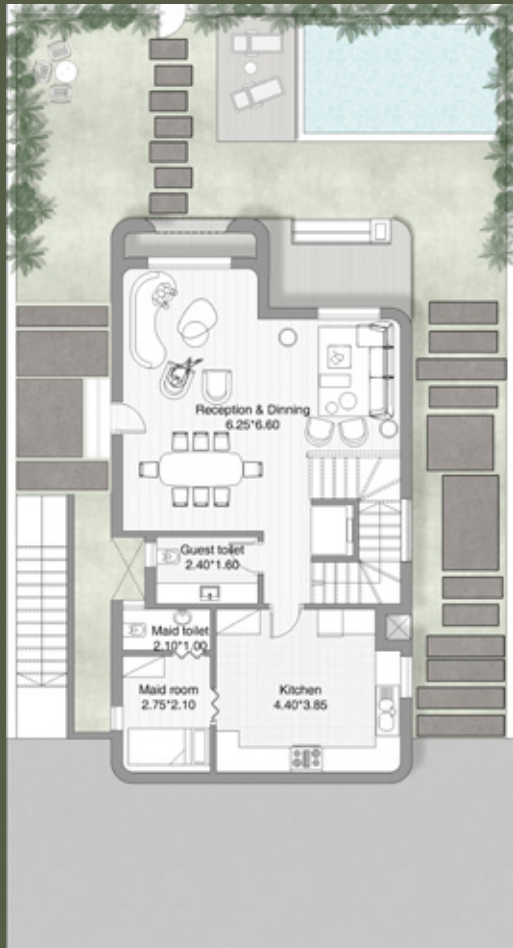 Reception & Dinning
6.25*6.60
Guest toilet
2.40*1.60
Maid toilet
2.10*1.00
Maid room
2.75*2.10
Kitchen
4.40*3.85